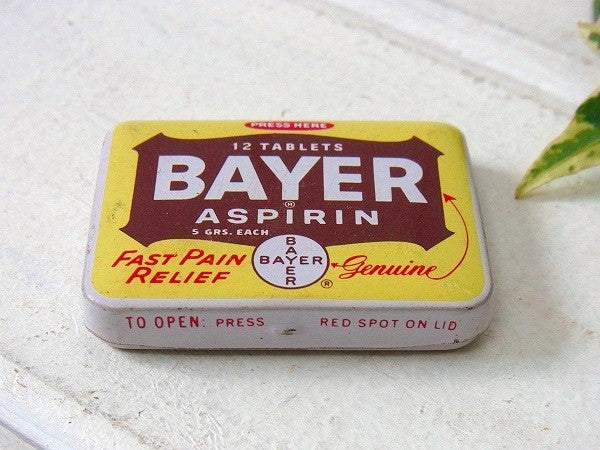 PRESS HERE
12 TABLETS
BAYER
®
ASPIRIN
5 GRS. EACH
FAST PAIN
RELIEF
BAYER
BAYER
®
Genuine
TO OPEN: PRESS RED SPOT ON LID